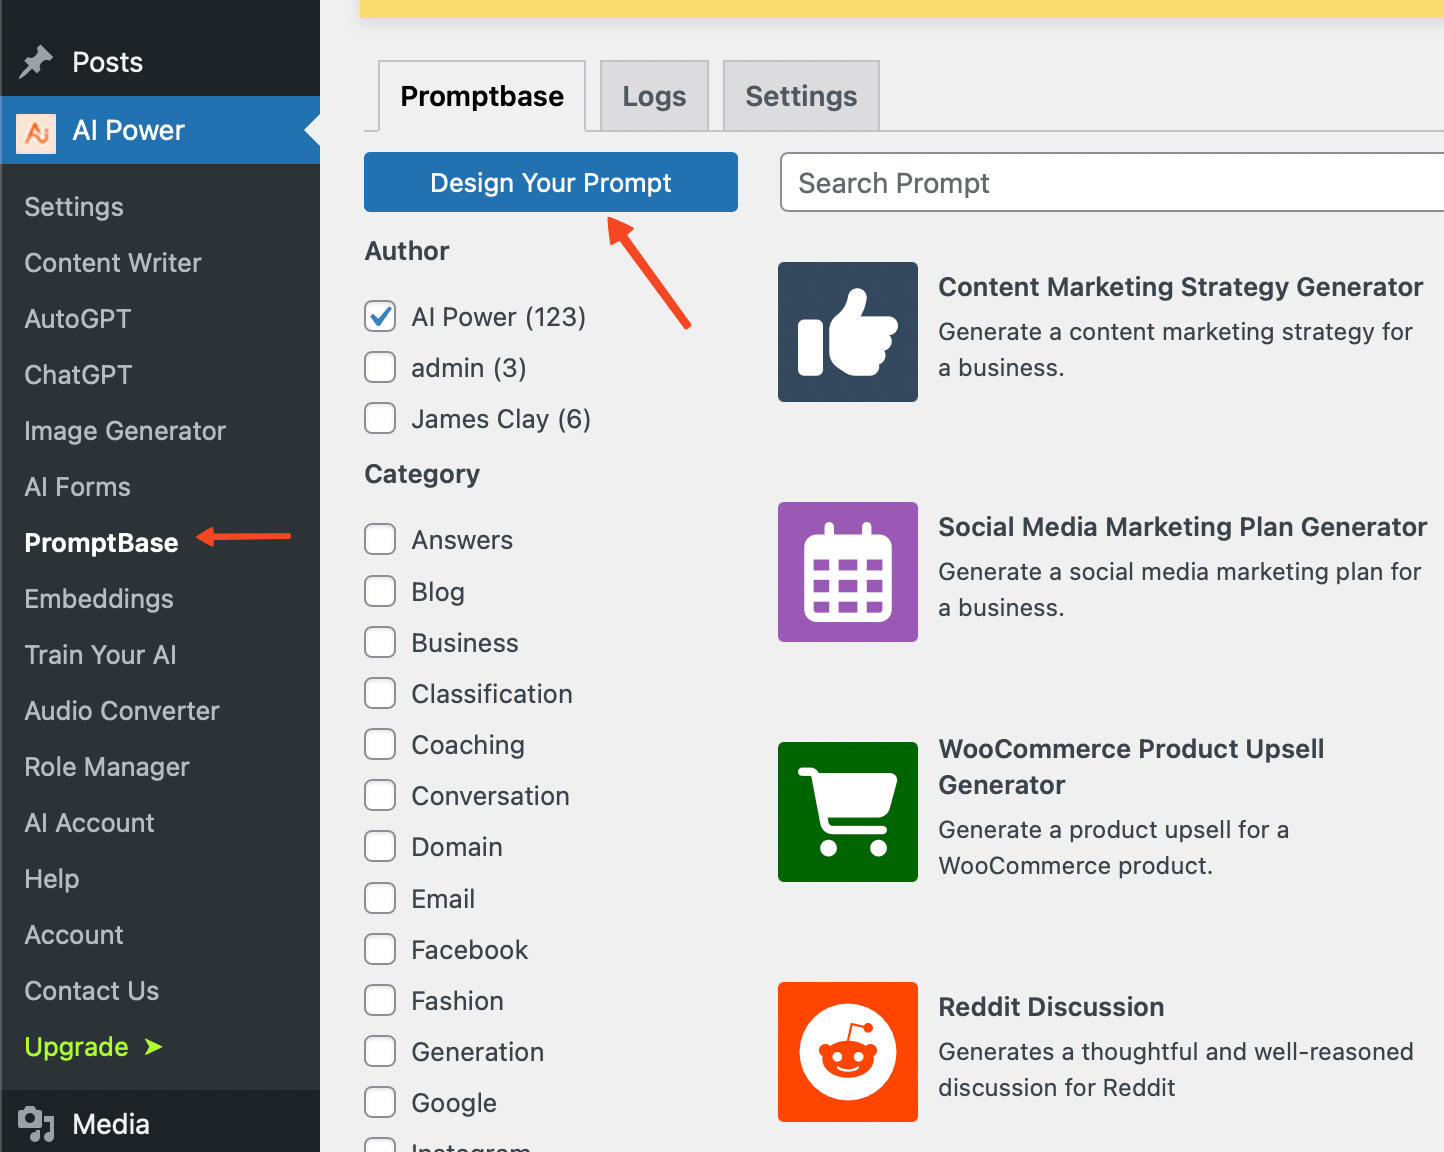 Posts
AI Power
Settings
Content Writer
AutoGPT
ChatGPT
Image Generator
AI Forms
PromptBase
Embeddings
Train Your AI
Audio Converter
Role Manager
AI Account
Help
Account
Contact Us
Upgrade ➤
Media
Promptbase
Logs
Settings
Design Your Prompt
Search Prompt
Author
AI Power (123)
admin (3)
James Clay (6)
Category
Answers
Blog
Business
Classification
Coaching
Conversation
Domain
Email
Facebook
Fashion
Generation
Google
Instagram
Content Marketing Strategy Generator
Generate a content marketing strategy for
a business.
Social Media Marketing Plan Generator
Generate a social media marketing plan for
a business.
WooCommerce Product Upsell
Generator
Generate a product upsell for a
WooCommerce product.
Reddit Discussion
Generates a thoughtful and well-reasoned
discussion for Reddit